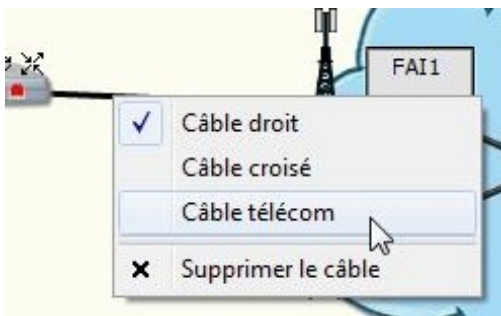 FAI1
Câble droit
Câble croisé
Câble télécom
Supprimer le câble